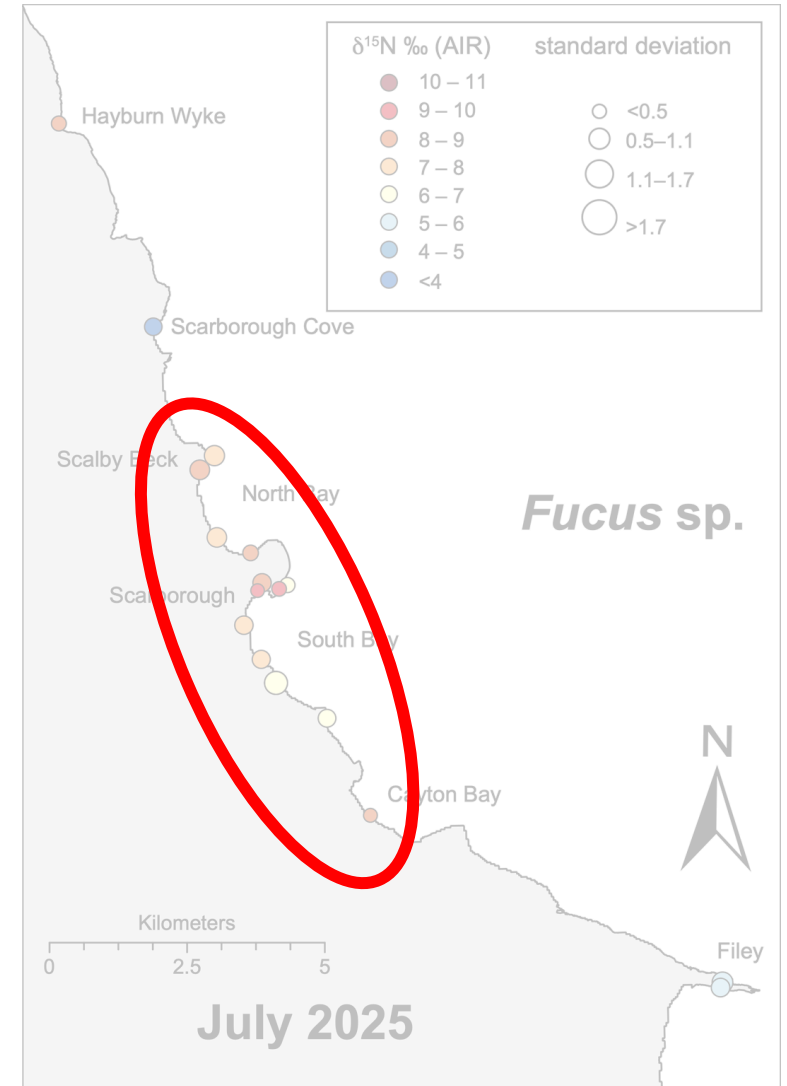 δ¹⁵N ‰ (AIR) standard deviation
10 – 11
9 – 10 <0.5
8 – 9 0.5–1.1
7 – 8 1.1–1.7
6 – 7
5 – 6 >1.7
4 – 5
<4
Hayburn Wyke
Scarborough Cove
Scalby Beck
North Bay
Fucus sp.
Scarborough
South Bay
N
Cayton Bay
Kilometers
0 2.5 5
Filey
July 2025